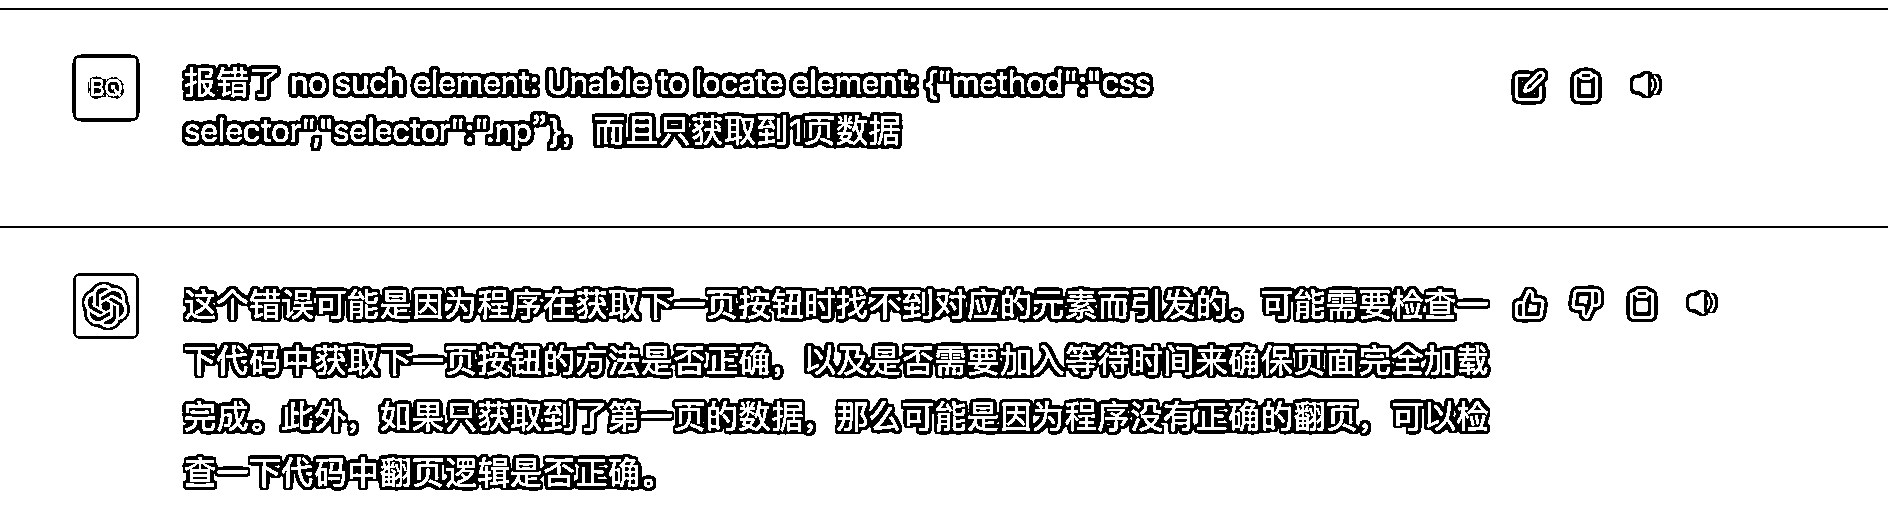 BQ
报错了 no such element: Unable to locate element: {"method":"css
selector","selector":".np”}，而且只获取到1页数据
这个错误可能是因为程序在获取下一页按钮时找不到对应的元素而引发的。可能需要检查一
下代码中获取下一页按钮的方法是否正确，以及是否需要加入等待时间来确保页面完全加载
完成。此外，如果只获取到了第一页的数据，那么可能是因为程序没有正确的翻页，可以检
查一下代码中翻页逻辑是否正确。